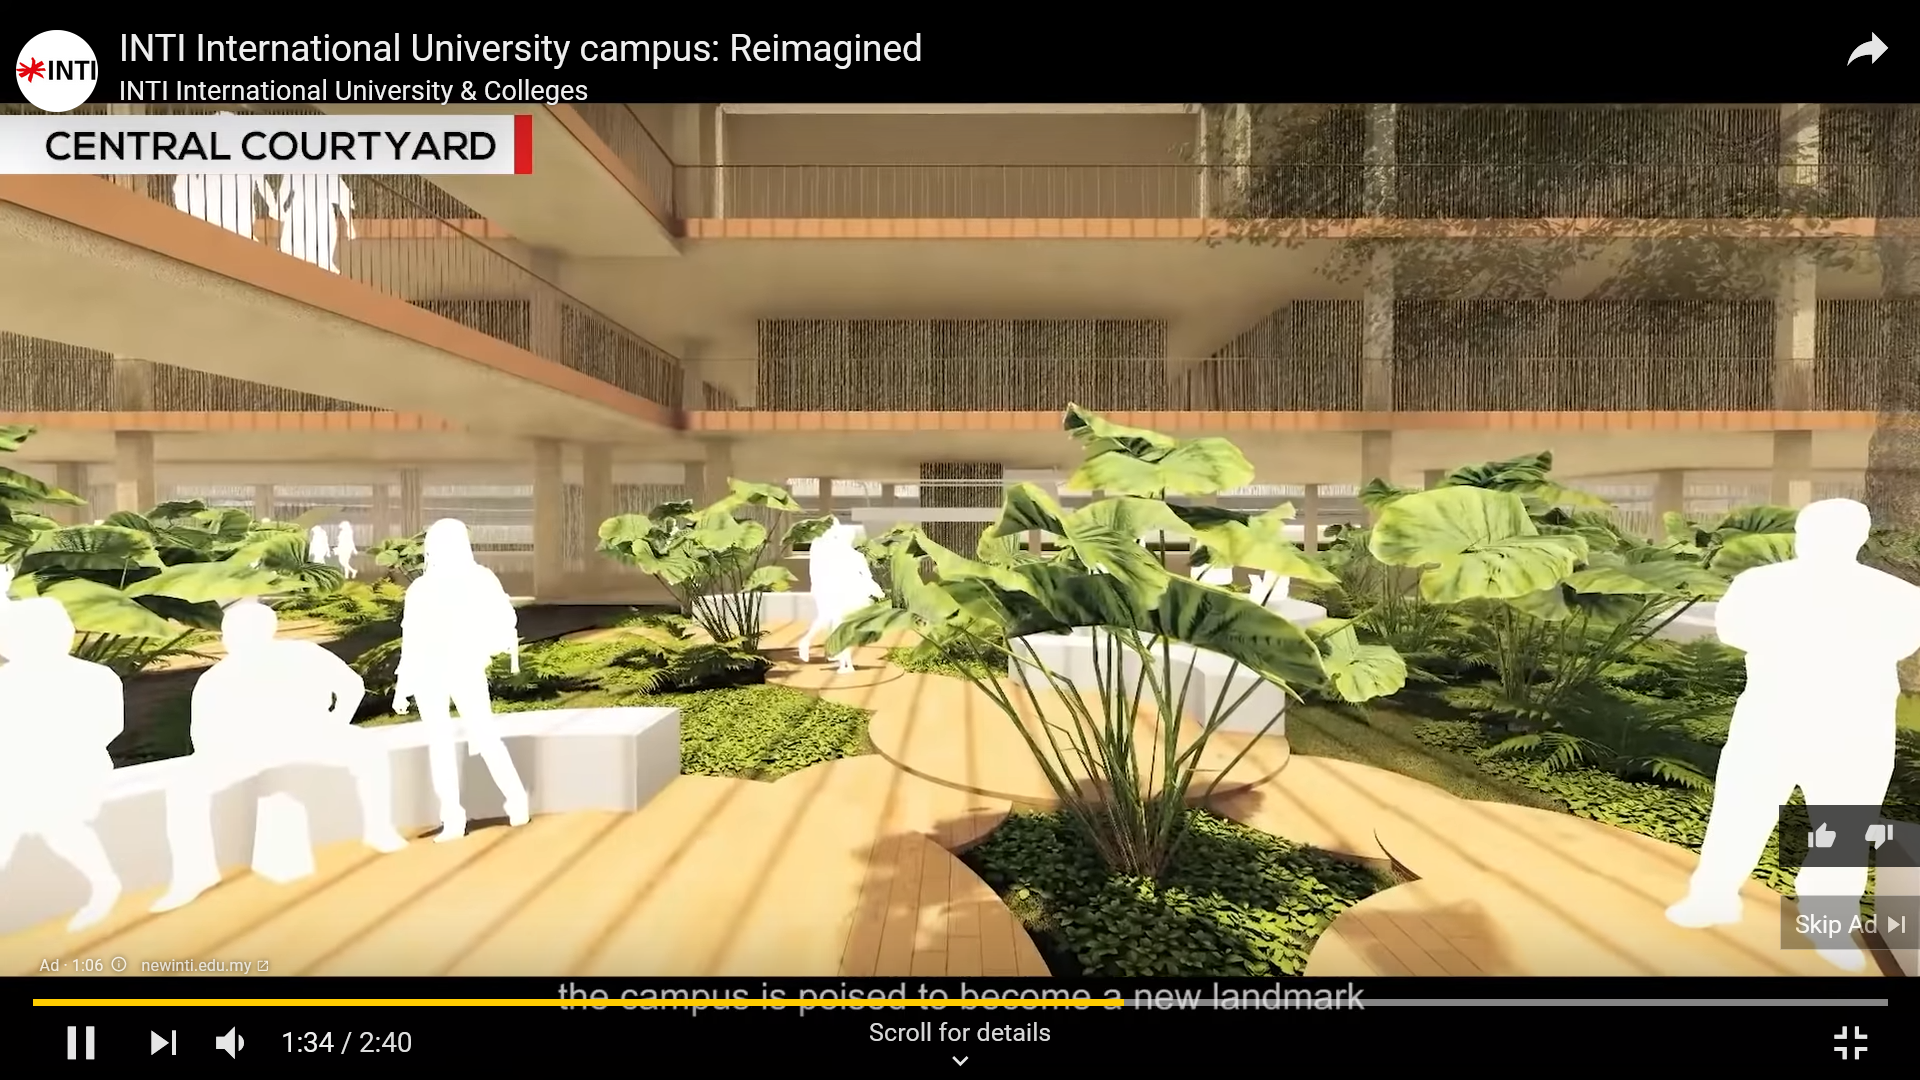 INTI International University campus: Reimagined
INTI
INTI International University & Colleges
CENTRAL COURTYARD
Skip Ad
Ad · 1:06
newinti.edu.my
the campus is poised to become a new landmark
1:34 / 2:40
Scroll for details